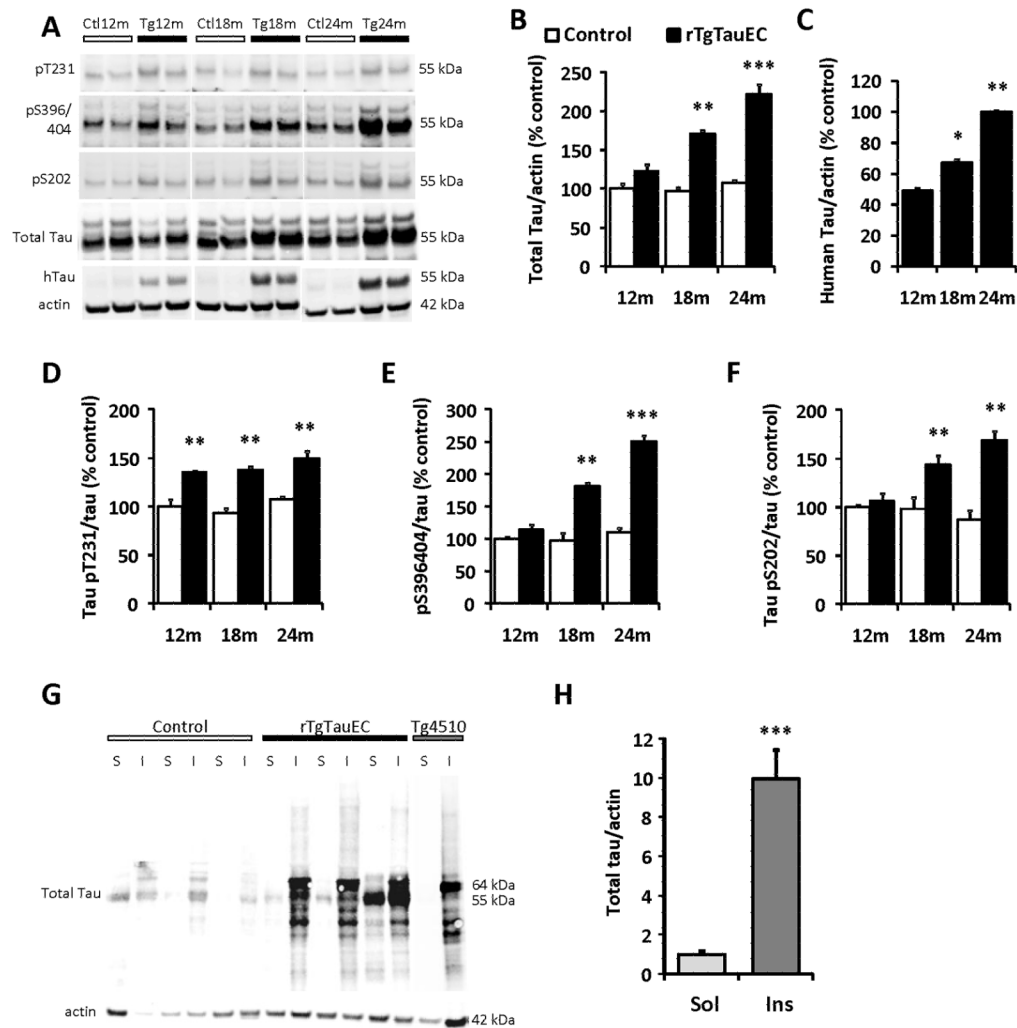 A
Ctl12m Tg12m Ctl18m Tg18m Ctl24m Tg24m
pT231 55 kDa
pS396/
404 55 kDa
pS202 55 kDa
Total Tau 55 kDa
hTau 55 kDa
actin 42 kDa
B
Control rTgTauEC
Total Tau/actin (% control)
250
200
150
100
50
0
** ***
12m 18m 24m
C
Human Tau/actin (% control)
120
100
80
60
40
20
0
* **
12m 18m 24m
D
Tau pT231/tau (% control)
200
150
100
50
0
** ** **
12m 18m 24m
E
pS396404/tau (% control)
300
250
200
150
100
50
0
** ***
12m 18m 24m
F
Tau pS202/tau (% control)
200
150
100
50
0
** **
12m 18m 24m
G
Control rTgTauEC Tg4510
S I S I S I S I S I S I S I
Total Tau
64 kDa
55 kDa
actin 42 kDa
H
Total tau/actin
12
10
8
6
4
2
0
***
Sol Ins